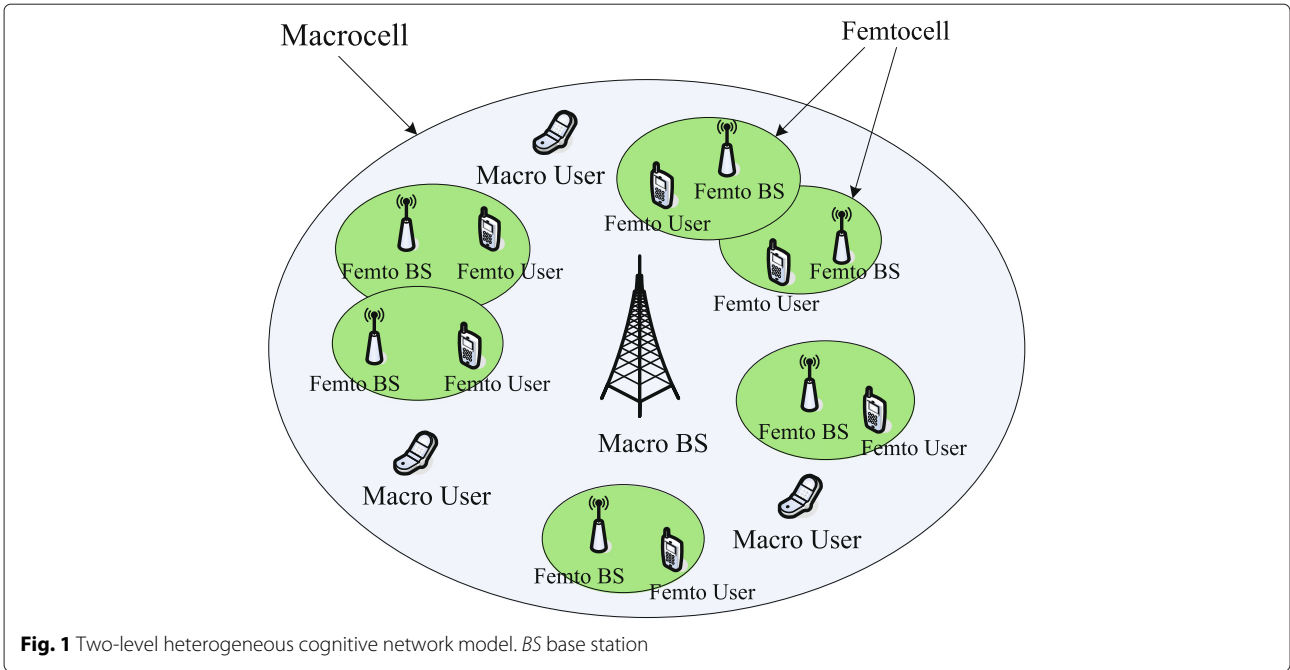 Macrocell
Femtocell
Macro User
Femto BS
Femto User
Femto BS
Femto User
Femto BS
Femto User
Femto BS
Femto User
Macro BS
Femto BS
Femto User
Macro User
Macro User
Femto BS
Femto User
Fig. 1 Two-level heterogeneous cognitive network model. BS base station